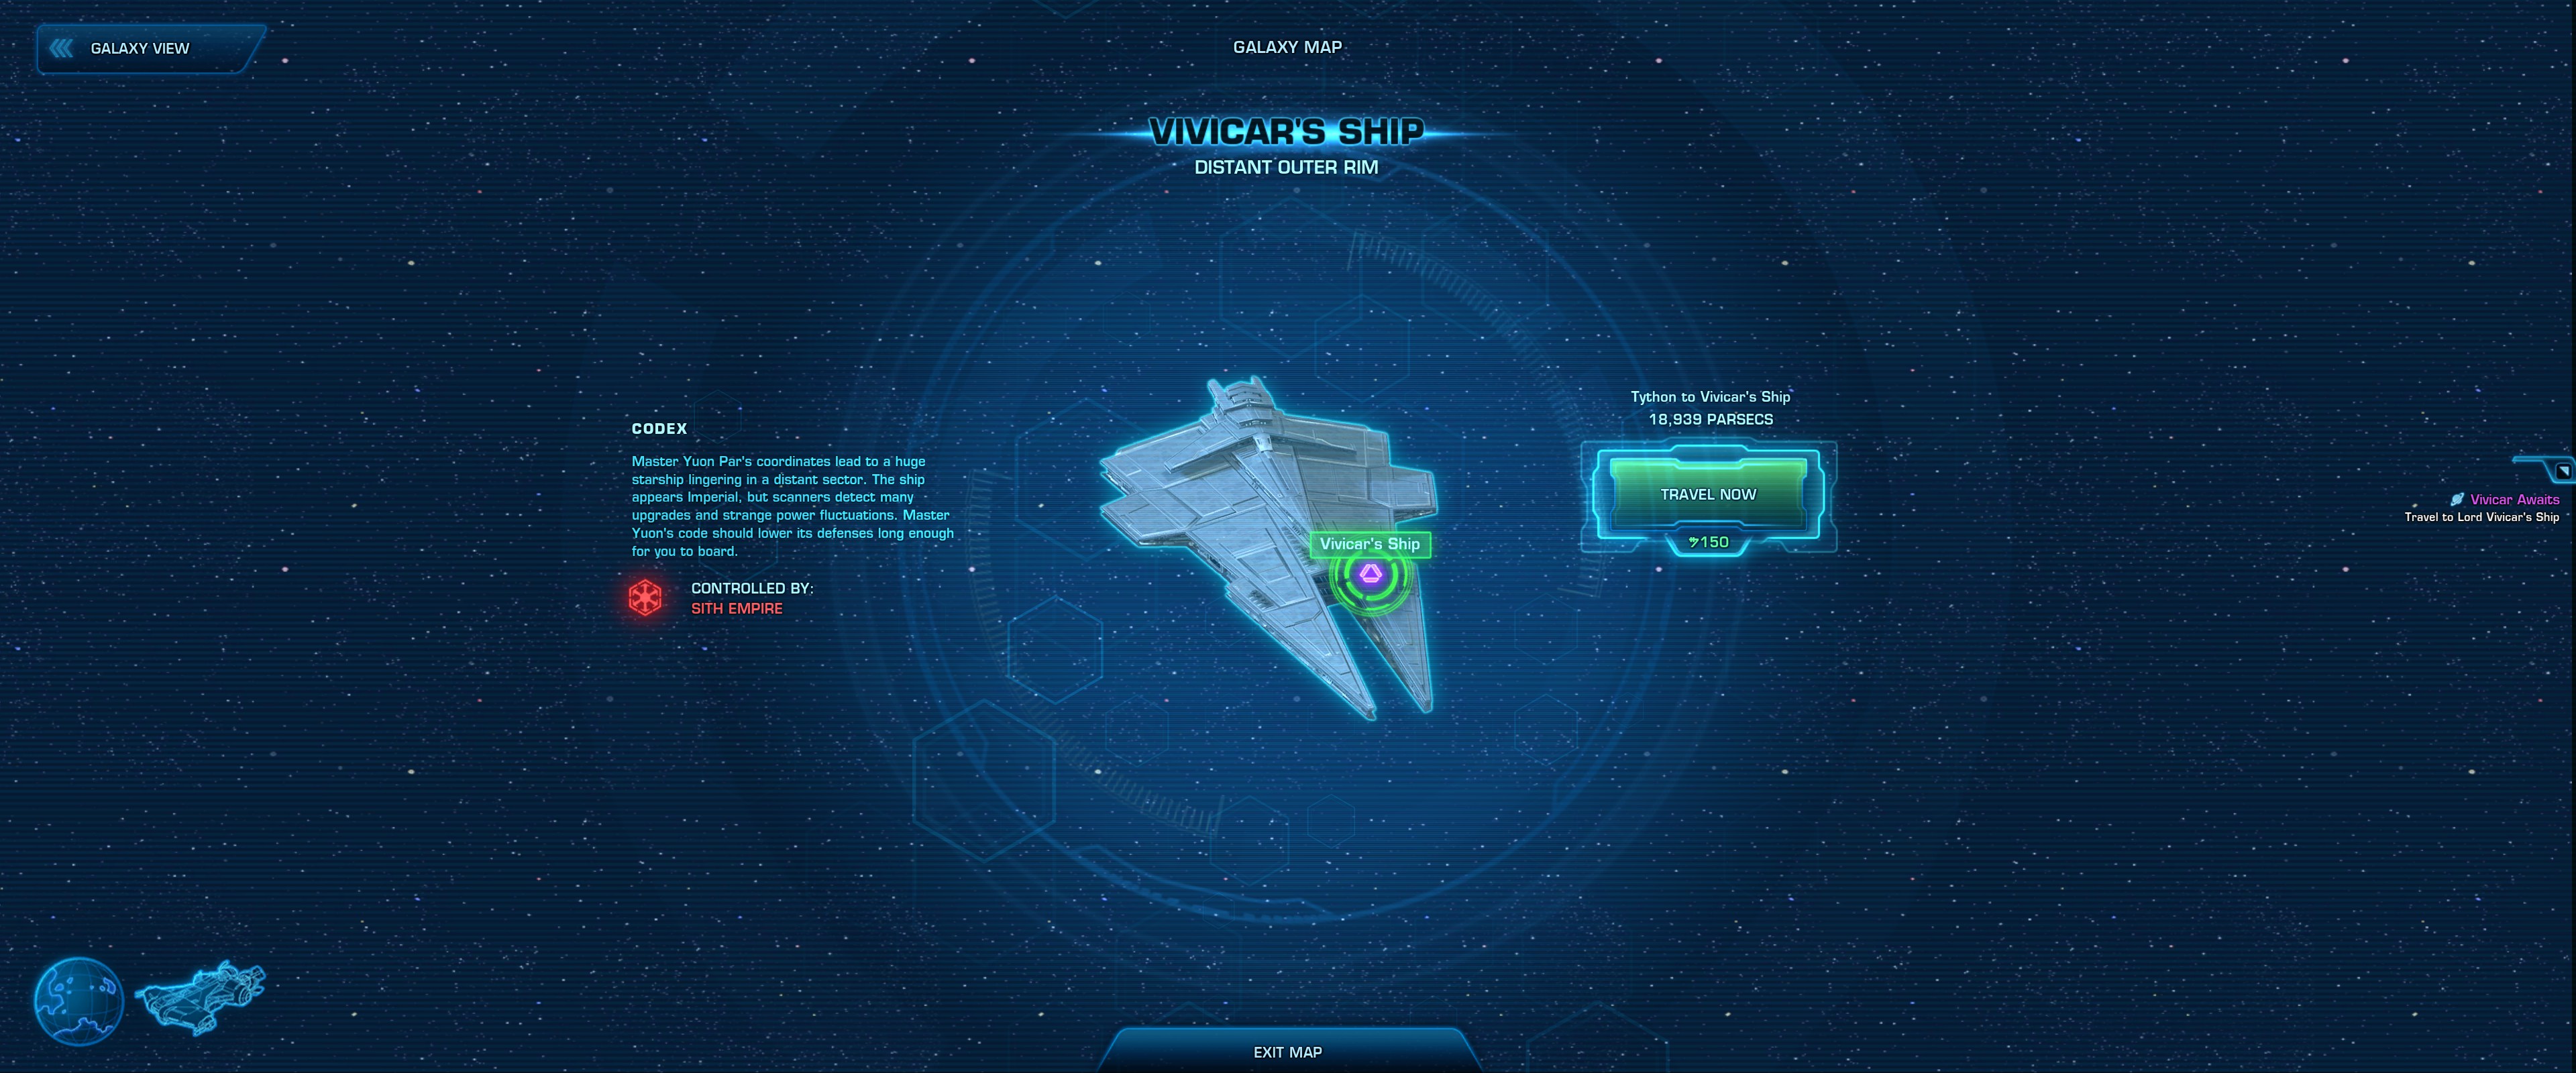 GALAXY VIEW
GALAXY MAP
VIVICAR'S SHIP
DISTANT OUTER RIM
CODEX
Master Yuon Par's coordinates lead to a huge
starship lingering in a distant sector. The ship
appears Imperial, but scanners detect many
upgrades and strange power fluctuations. Master
Yuon's code should lower its defenses long enough
for you to board.
CONTROLLED BY:
SITH EMPIRE
Vivicar's Ship
Tython to Vivicar's Ship
18,939 PARSECS
TRAVEL NOW
150
Vivicar Awaits
Travel to Lord Vivicar's Ship
EXIT MAP